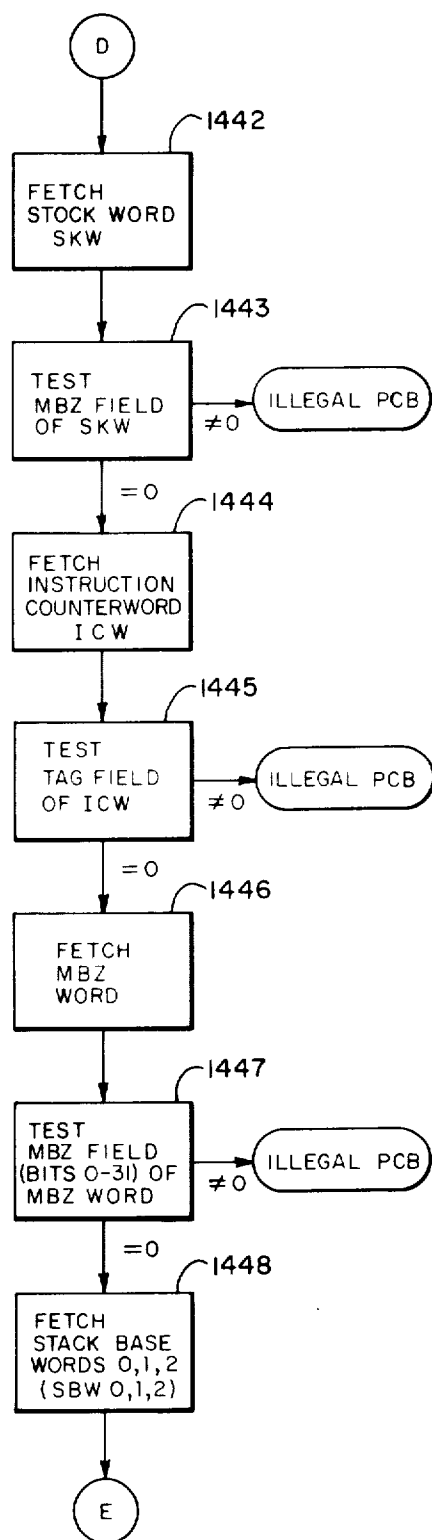 D
1442
FETCH
STOCK WORD
SKW
1443
TEST
MBZ FIELD
OF SKW
≠0
ILLEGAL PCB
=0
1444
FETCH
INSTRUCTION
COUNTERWORD
ICW
1445
TEST
TAG FIELD
OF ICW
≠0
ILLEGAL PCB
=0
1446
FETCH
MBZ
WORD
1447
TEST
MBZ FIELD
(BITS 0-31) OF
MBZ WORD
≠0
ILLEGAL PCB
=0
1448
FETCH
STACK BASE
WORDS 0,1,2
(SBW 0,1,2)
E